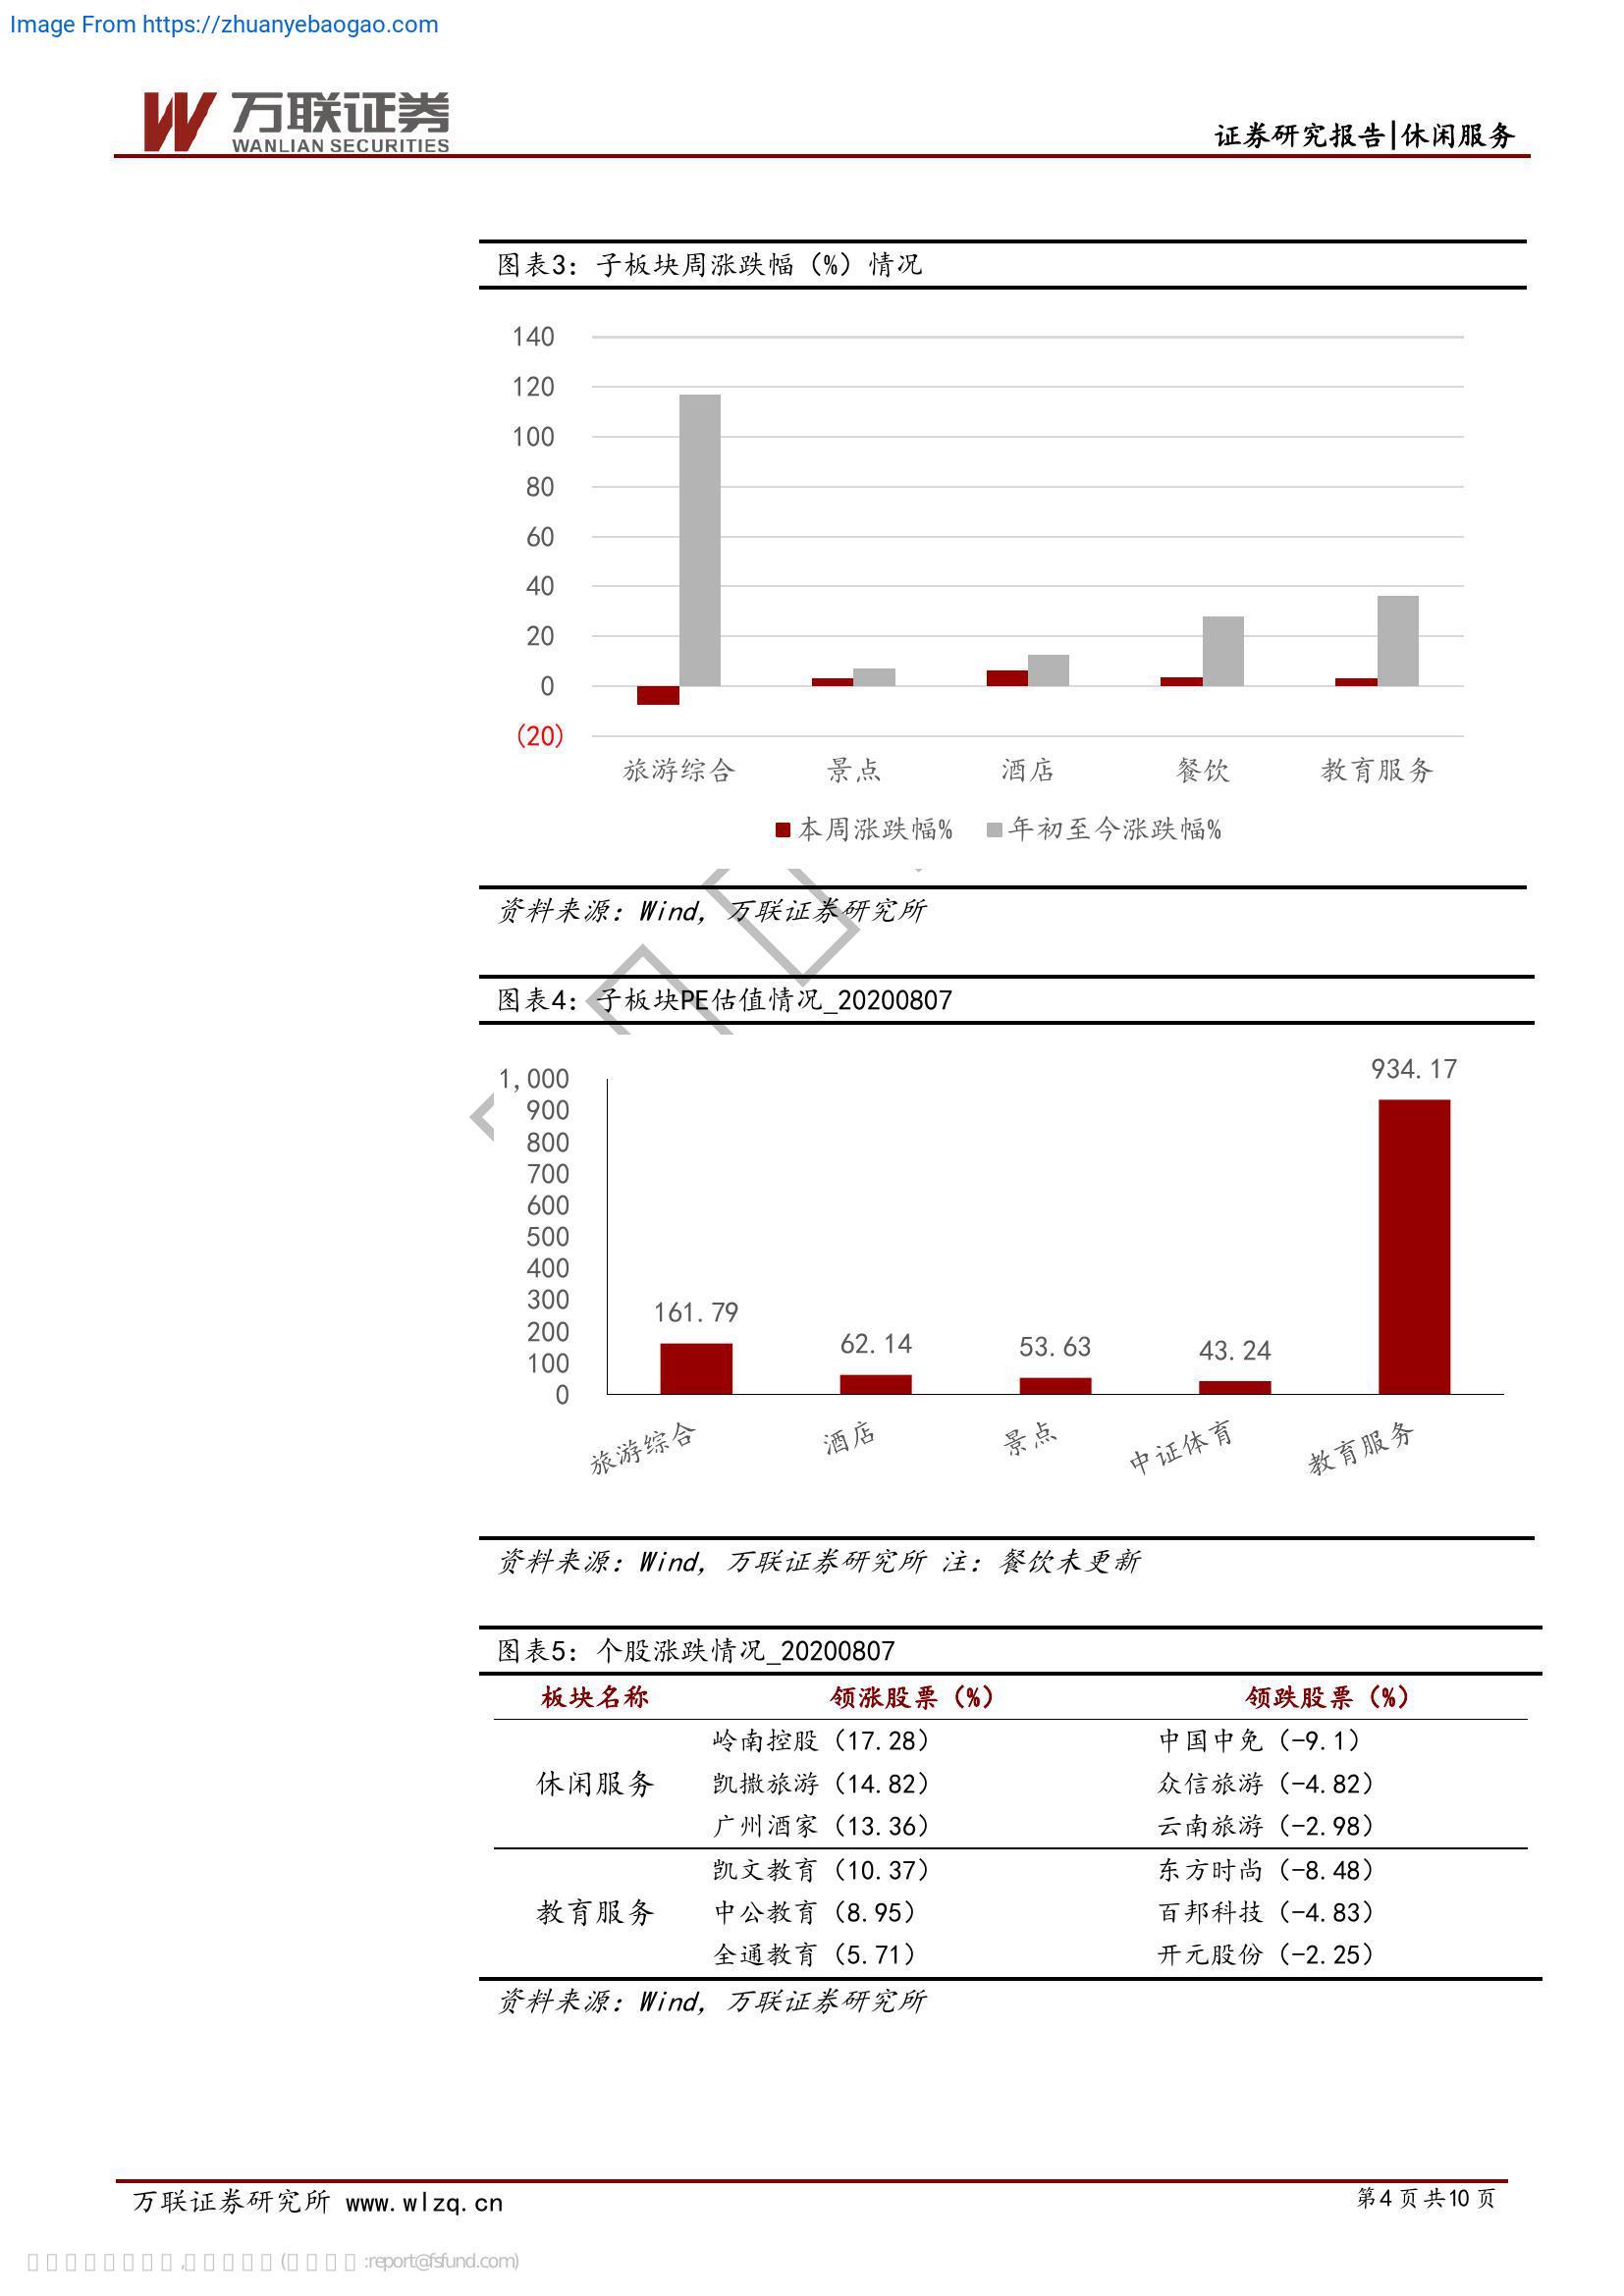 Image From https://zhuanyebaogao.com
万联证券
WANLIAN SECURITIES
证券研究报告|休闲服务
图表3：子板块周涨跌幅（%）情况
140
120
100
80
60
40
20
0
(20)
旅游综合 景点 酒店 餐饮 教育服务
本周涨跌幅% 年初至今涨跌幅%
资料来源：Wind，万联证券研究所
图表4：子板块PE估值情况_20200807
1,000
900
800
700
600
500
400
300
200
100
0
161.79 62.14 53.63 43.24 934.17
旅游综合 酒店 景点 中证体育 教育服务
资料来源：Wind，万联证券研究所 注：餐饮未更新
图表5：个股涨跌情况_20200807
板块名称 领涨股票（%） 领跌股票（%）
岭南控股（17.28） 中国中免（-9.1）
休闲服务 凯撒旅游（14.82） 众信旅游（-4.82）
广州酒家（13.36） 云南旅游（-2.98）
凯文教育（10.37） 东方时尚（-8.48）
教育服务 中公教育（8.95） 百邦科技（-4.83）
全通教育（5.71） 开元股份（-2.25）
资料来源：Wind，万联证券研究所
万联证券研究所 www.wlzq.cn
第4页共10页
:report@fsfund.com)